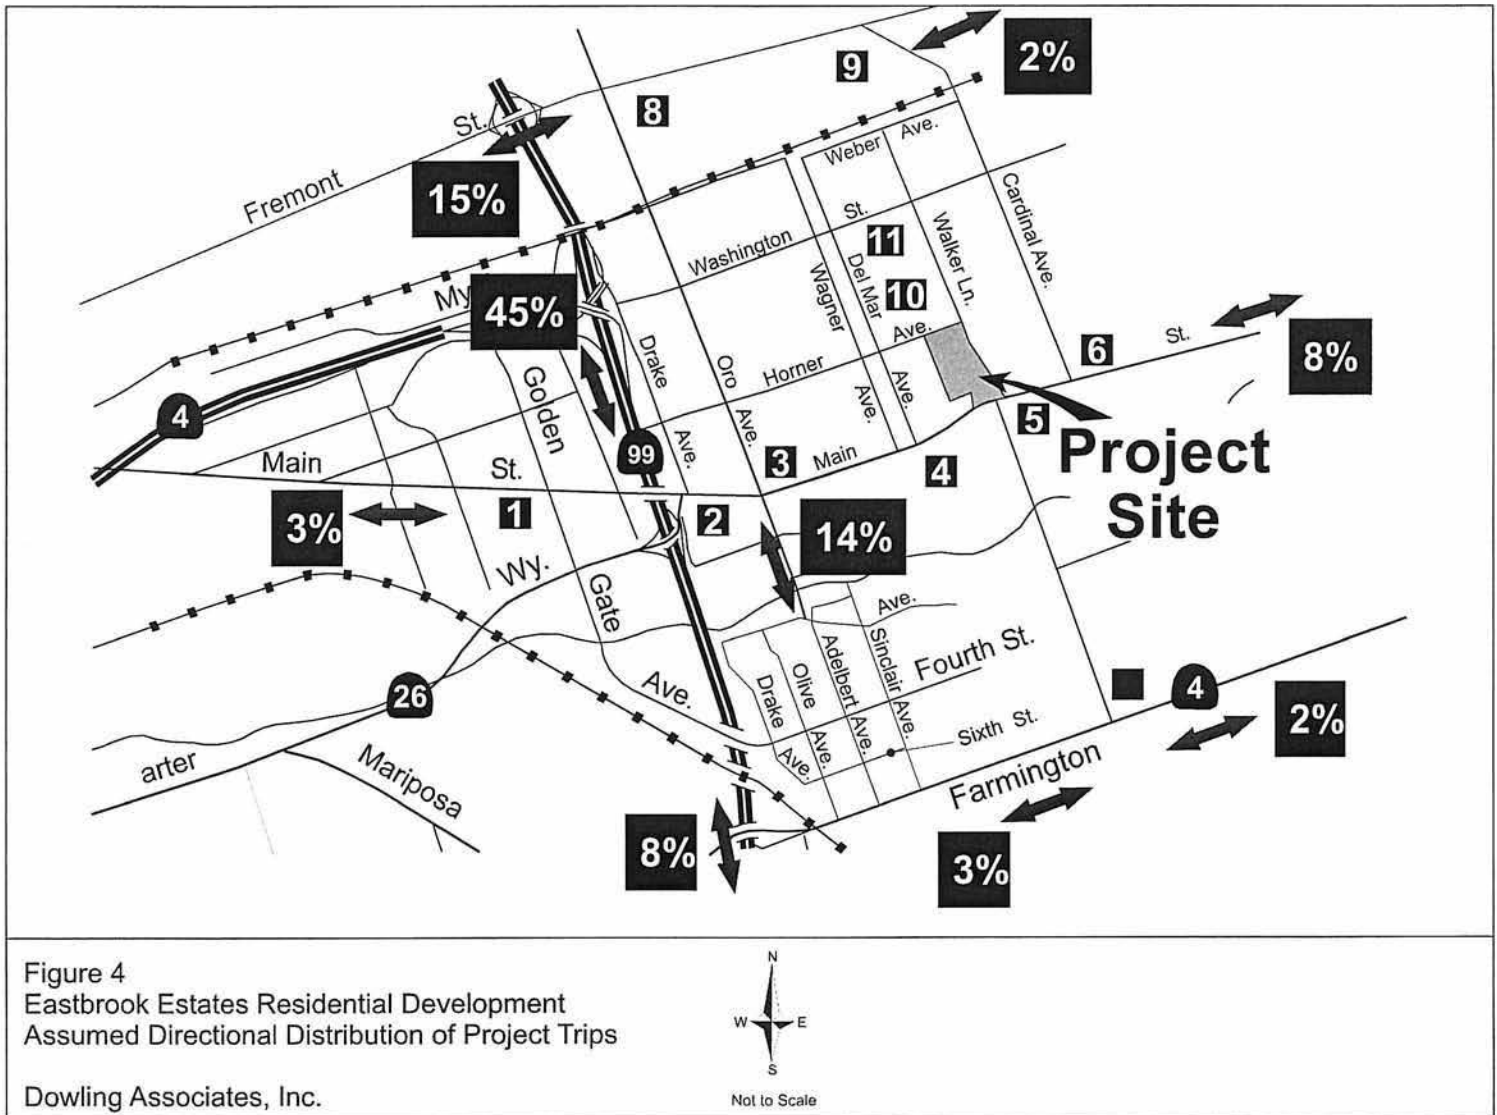 2%
9
8
St.
Fremont
15%
Weber
Ave.
Cardinal Ave.
St.
11
Washington
Wagner
Del Mar
Walker Ln.
10
My
45%
Ave.
Drake
Oro
Horner
6
St.
8%
4
Golden
Ave.
Ave.
5
99
Ave.
Ave.
3
Main
4
Project
Site
Main
St.
3%
1
2
14%
Wy.
Gate
Ave.
Sinclair
Adelbert
Fourth St.
Olive
Drake
26
Ave.
4
2%
Ave.
Ave.
Ave.
Ave.
Sixth St.
arter
Mariposa
Farmington
8%
3%
Figure 4
Eastbrook Estates Residential Development
Assumed Directional Distribution of Project Trips
Dowling Associates, Inc.
N
W
E
S
Not to Scale